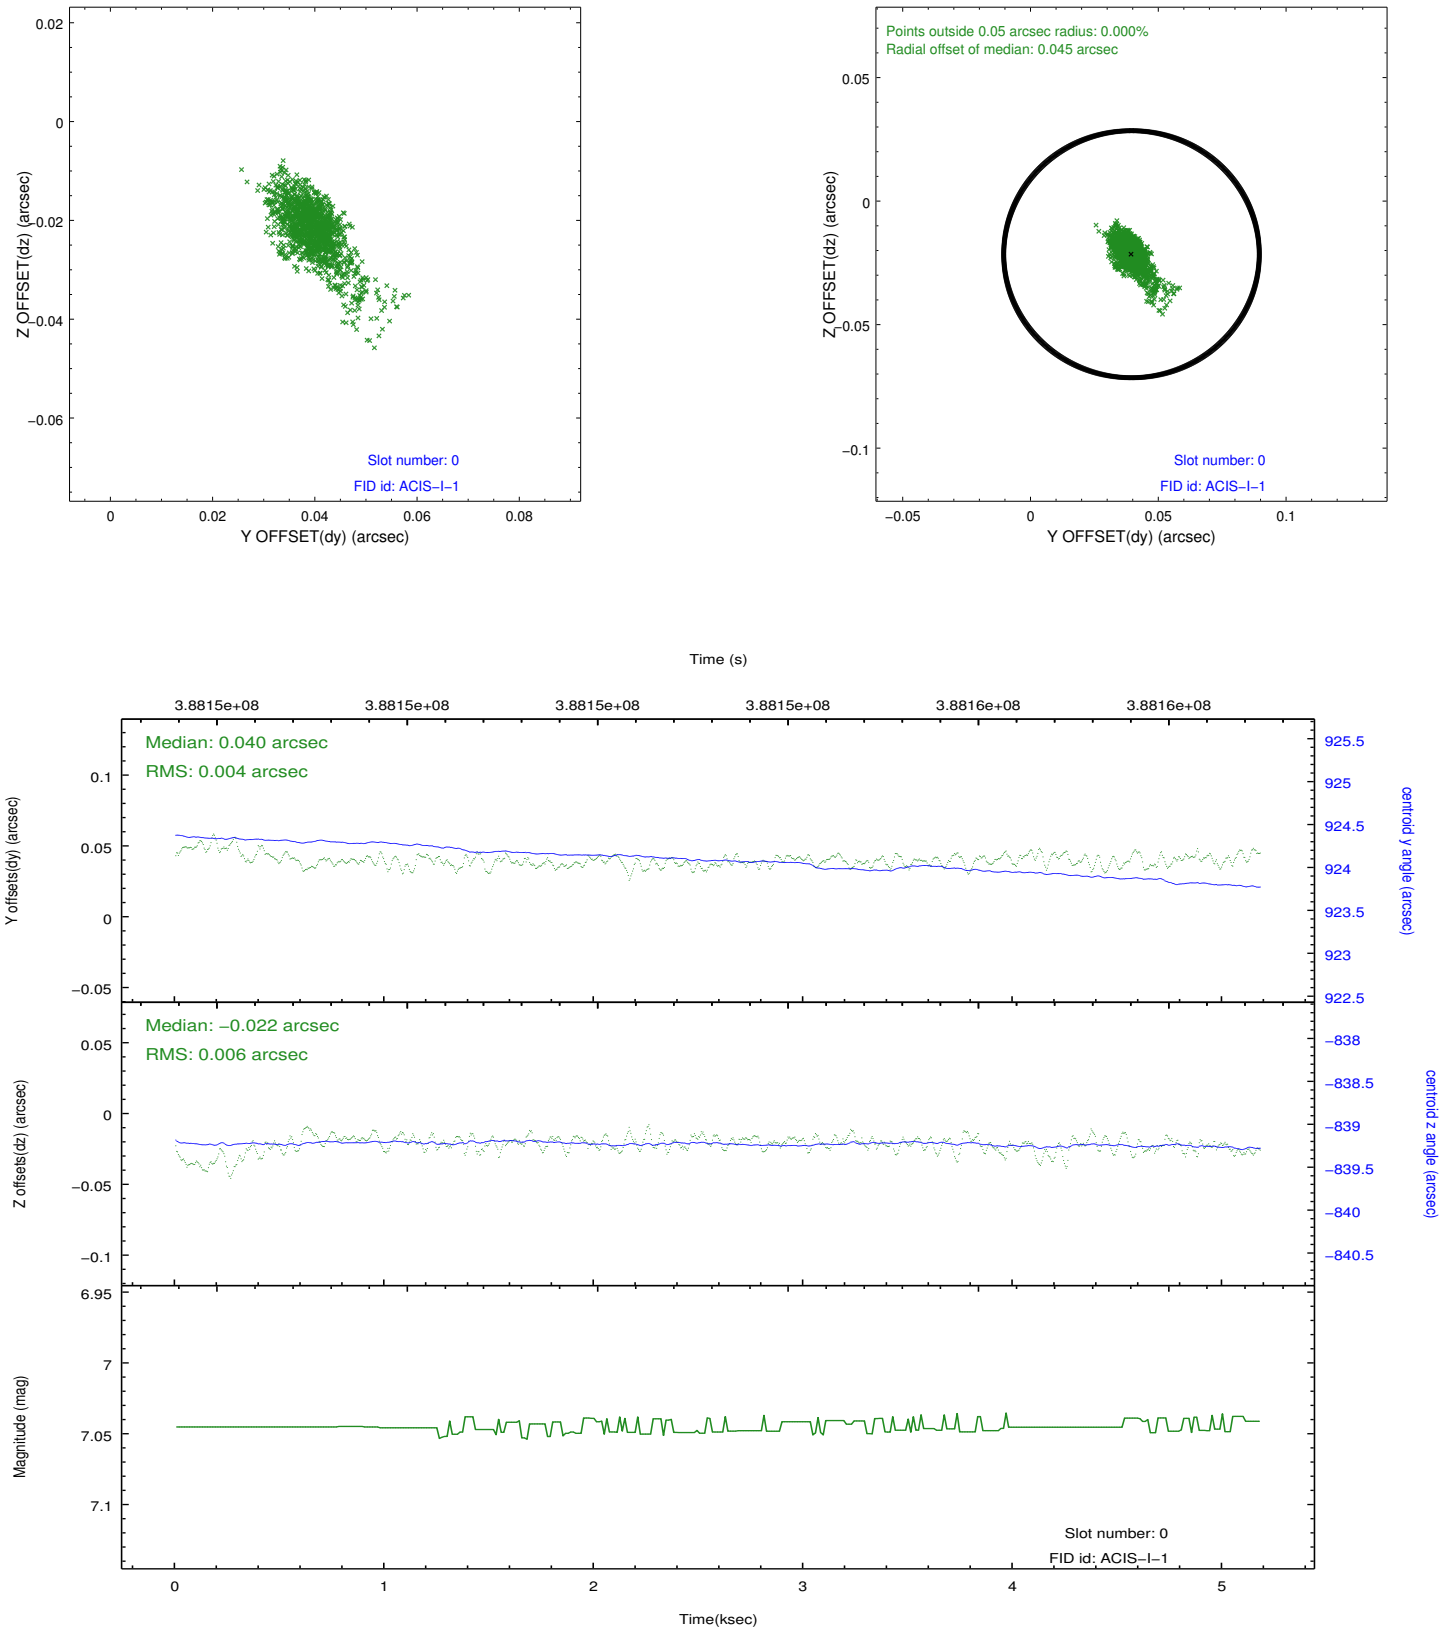 0.02
0
−0.02
−0.04
−0.06
Z OFFSET(dz) (arcsec)
Slot number: 0
FID id: ACIS−I−1
0 0.02 0.04 0.06 0.08
Y OFFSET(dy) (arcsec)
Points outside 0.05 arcsec radius: 0.000%
Radial offset of median: 0.045 arcsec
0.05
0
−0.05
−0.1
Z OFFSET(dz) (arcsec)
Slot number: 0
FID id: ACIS−I−1
−0.05 0 0.05 0.1
Y OFFSET(dy) (arcsec)
Time (s)
3.8815e+08 3.8815e+08 3.8815e+08 3.8815e+08 3.8816e+08 3.8816e+08
Median: 0.040 arcsec
RMS: 0.004 arcsec
0.1
0.05
0
−0.05
Y offsets(dy) (arcsec)
925.5
925
924.5
924
923.5
923
922.5
centroid y angle (arcsec)
Median: −0.022 arcsec
RMS: 0.006 arcsec
0.05
0
−0.05
−0.1
Z offsets(dz) (arcsec)
−838
−838.5
−839
−839.5
−840
−840.5
centroid z angle (arcsec)
6.95
7
7.05
7.1
Magnitude (mag)
Slot number: 0
FID id: ACIS−I−1
0 1 2 3 4 5
Time(ksec)